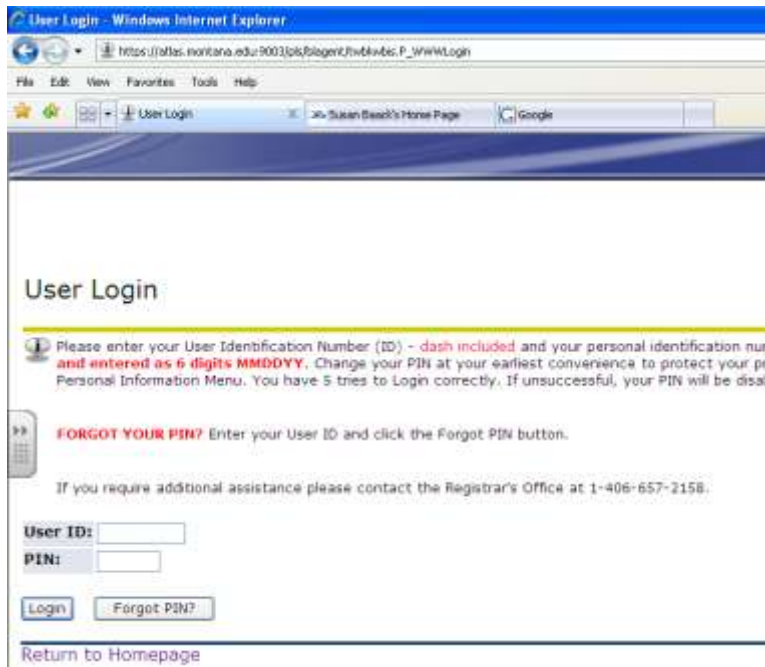 User Login - Windows Internet Explorer
https://atlas.montana.edu:9003/pls/blagent/twbkwbis.P_WWWLogin
File Edit View Favorites Tools Help
User Login Susan Home Page Google
User Login
Please enter your User Identification Number (ID) - dash included and your personal identification nu
and entered as 6 digits MMDDYY. Change your PIN at your earliest convenience to protect your p
Personal Information Menu. You have 5 tries to Login correctly. If unsuccessful, your PIN will be disa
FORGOT YOUR PIN? Enter your User ID and click the Forgot PIN button.
If you require additional assistance please contact the Registrar's Office at 1-406-657-2158.
User ID:
PIN:
Login Forgot PIN?
Return to Homepage